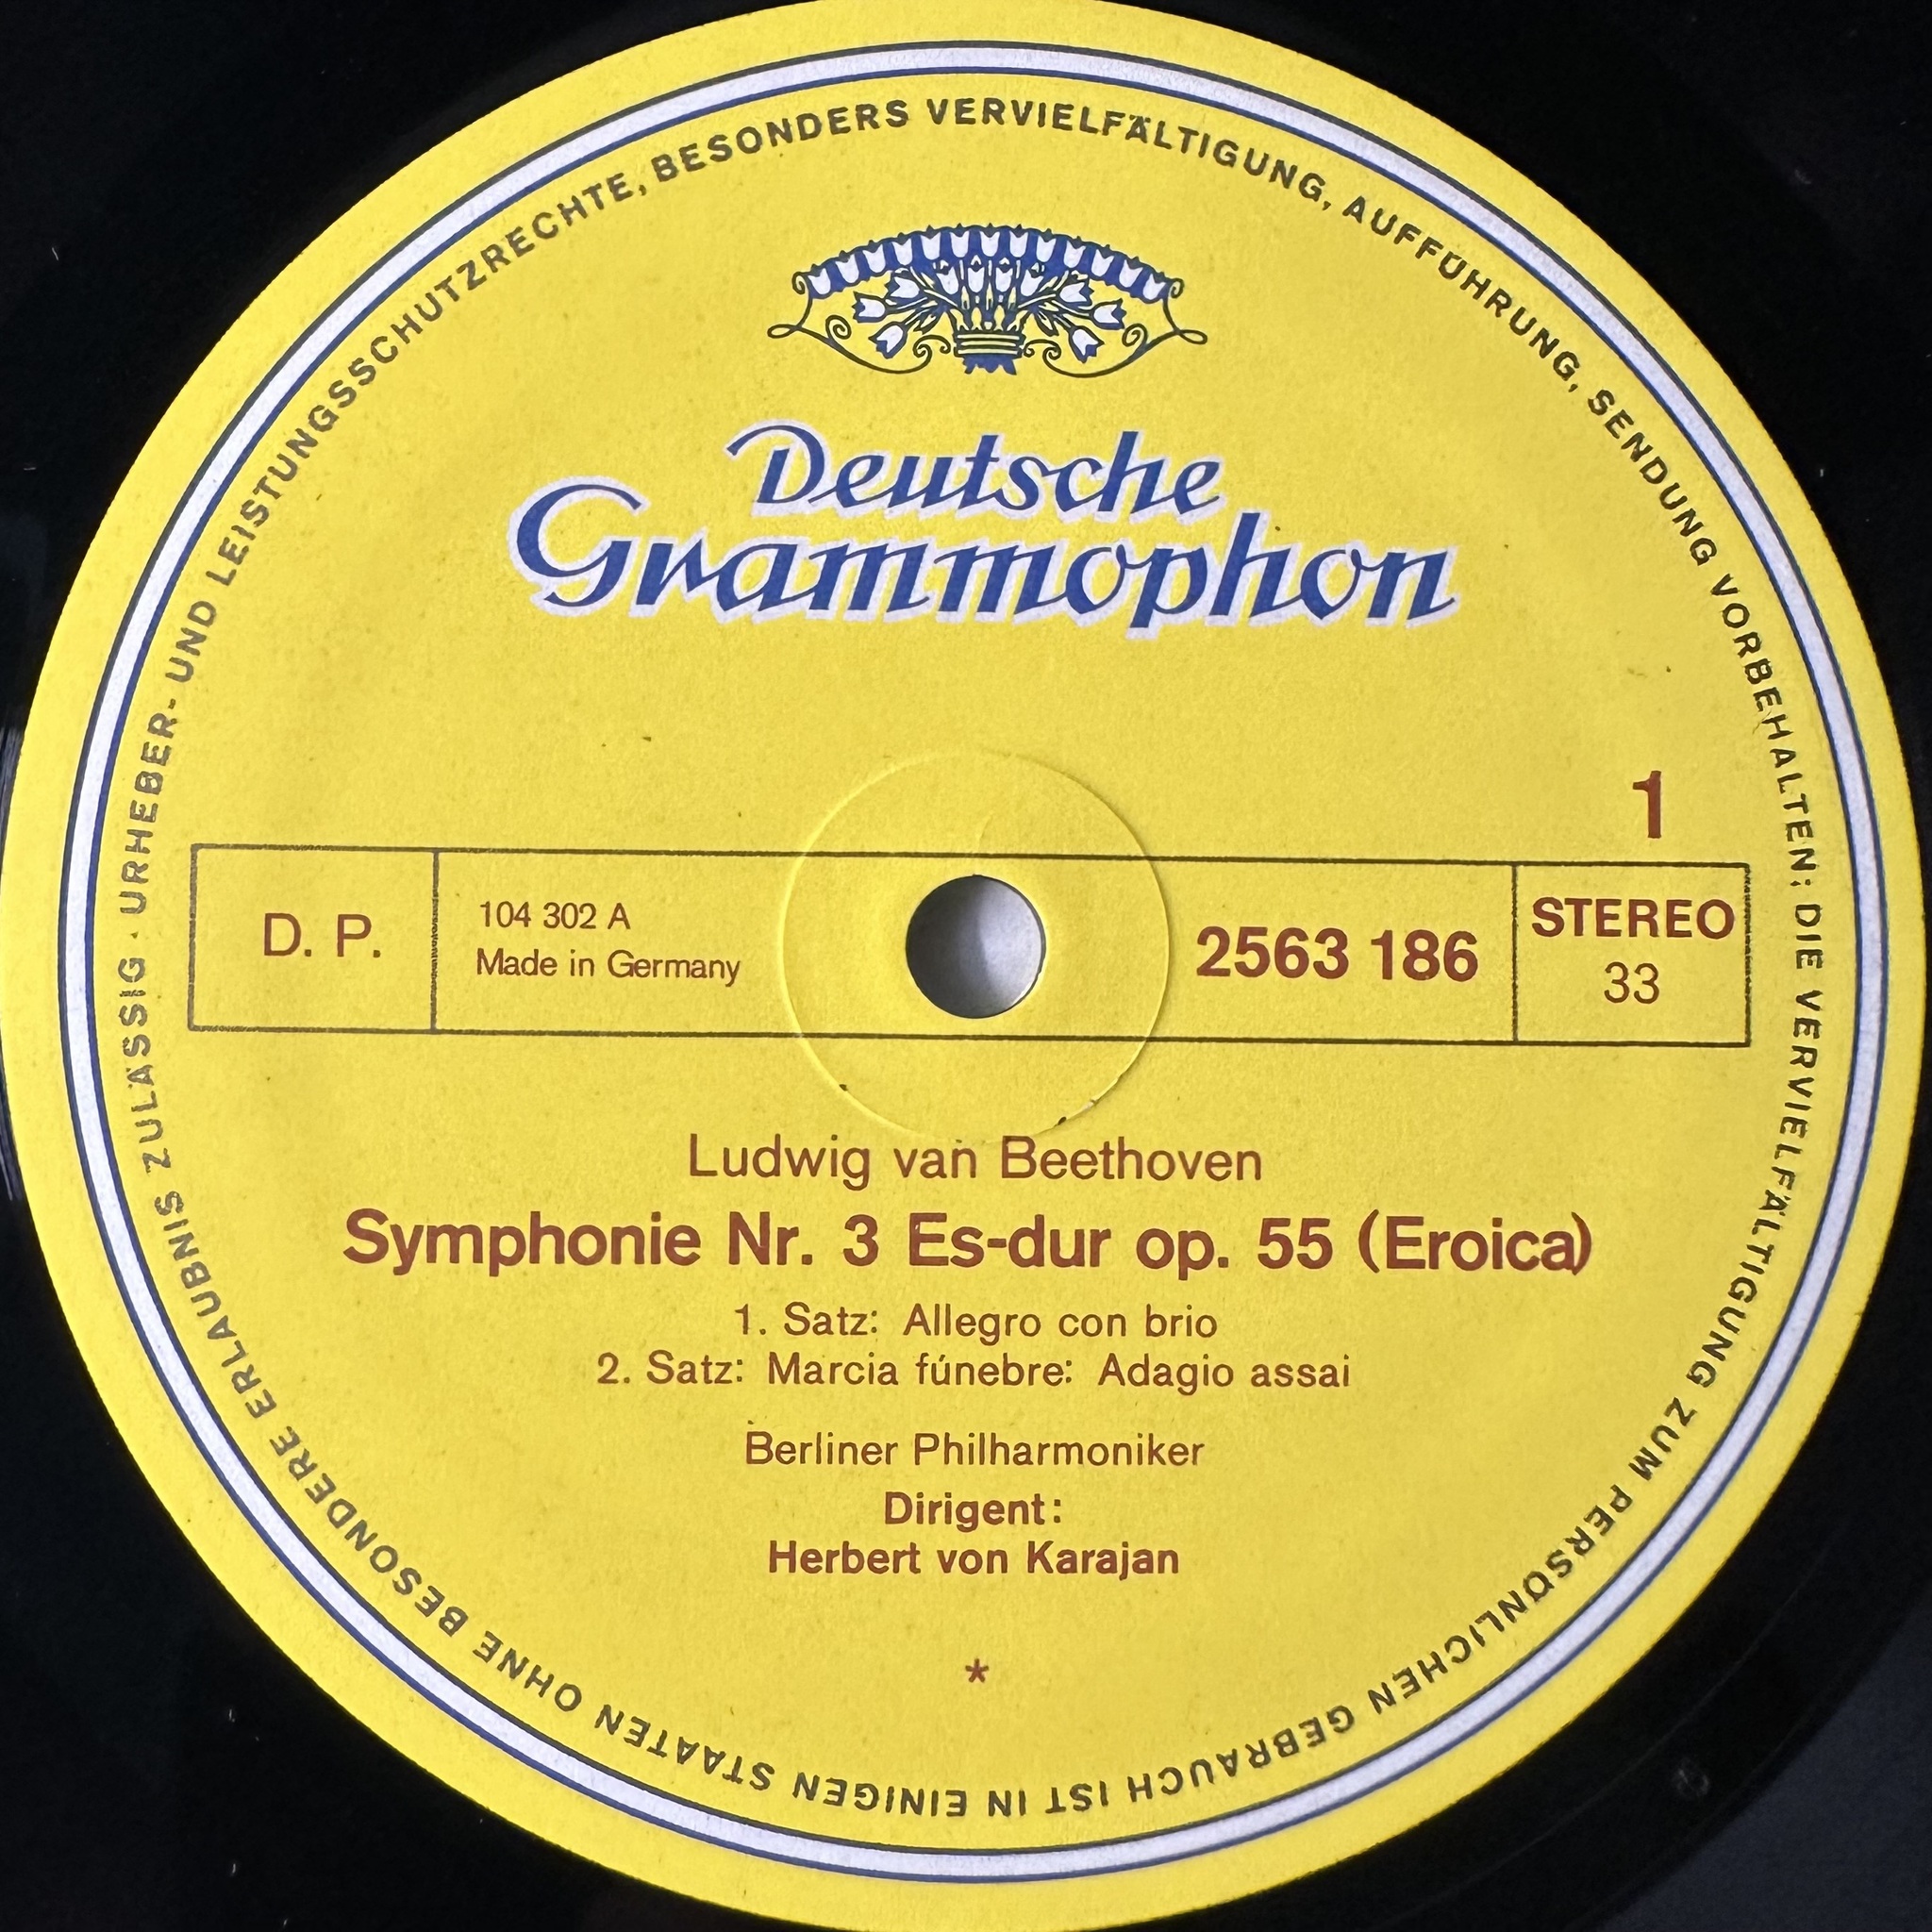 URHEBER- UND LEISTUNGSSCHUTZRECHTE, BESONDERS VERVIELFÄLTIGUNG, AUFFÜHRUNG, SENDUNG VORBEHALTEN; DIE VERVIELFÄLTIGUNG ZUM PERSÖNLICHEN GEBRAUCH IST IN EINIGEN STAATEN OHNE BESONDERE ERLAUBNIS ZULÄSSIG ·
Deutsche
Grammophon
1
D. P.
104 302 A
Made in Germany
2563 186
STEREO
33
Ludwig van Beethoven
Symphonie Nr. 3 Es-dur op. 55 (Eroica)
1. Satz: Allegro con brio
2. Satz: Marcia fúnebre: Adagio assai
Berliner Philharmoniker
Dirigent:
Herbert von Karajan
*